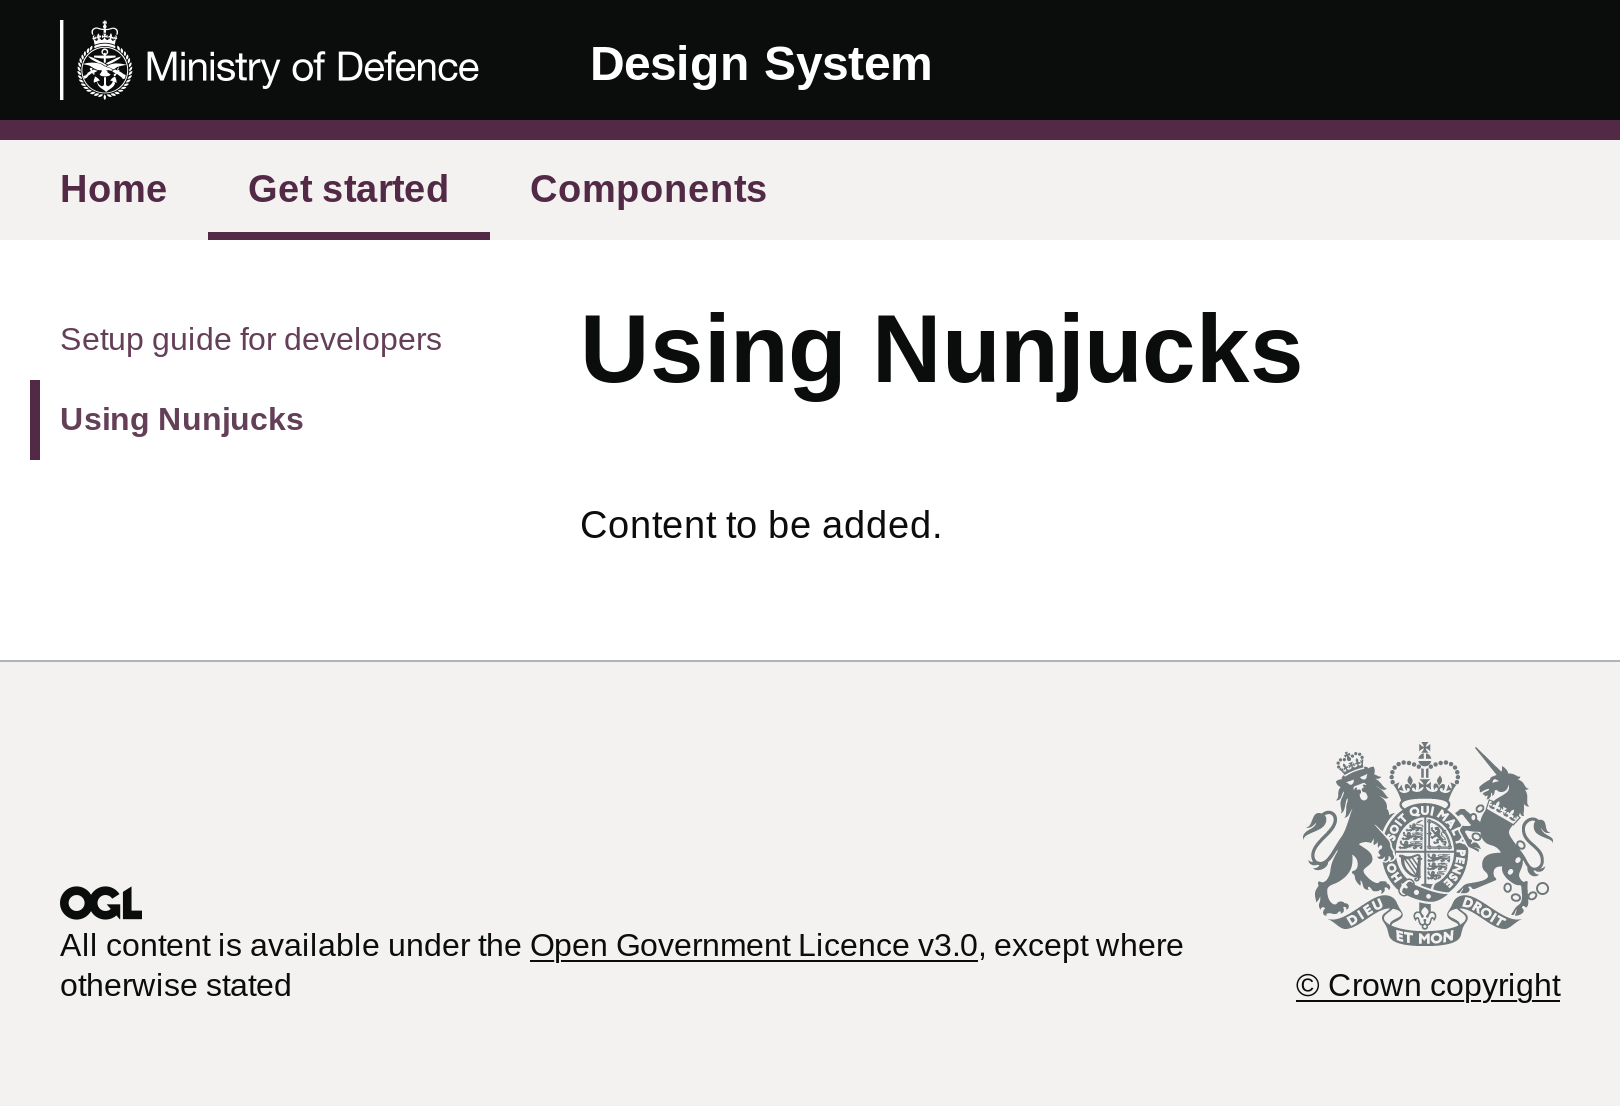 Ministry of Defence
Design System
Home
Get started
Components
Setup guide for developers
Using Nunjucks
Using Nunjucks
Content to be added.
OGL
All content is available under the Open Government Licence v3.0, except where
otherwise stated
SOIT QUI MAL Y PENSE
HON
DIEU
ET MON
DROIT
© Crown copyright